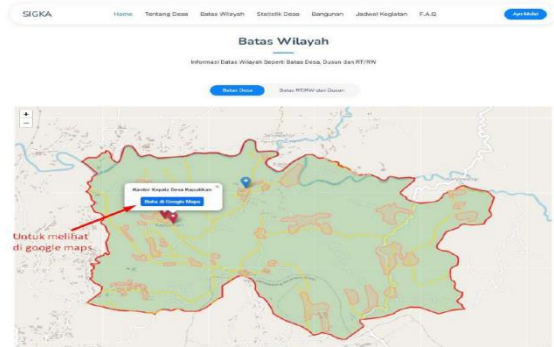 SIGKA
Home Tentang Desa Batas Wilayah Statistik Desa Bangunan Jadwal Kegiatan F.A.Q
Batas Wilayah
Informasi Batas Wilayah Seperti Batas Desa, Dusun dan RT/RW
Batas Desa Batas RT/RW dan Dusun
+
−
Kantor Kepala Desa
×
Buka di Google Maps
Untuk melihat
di google maps